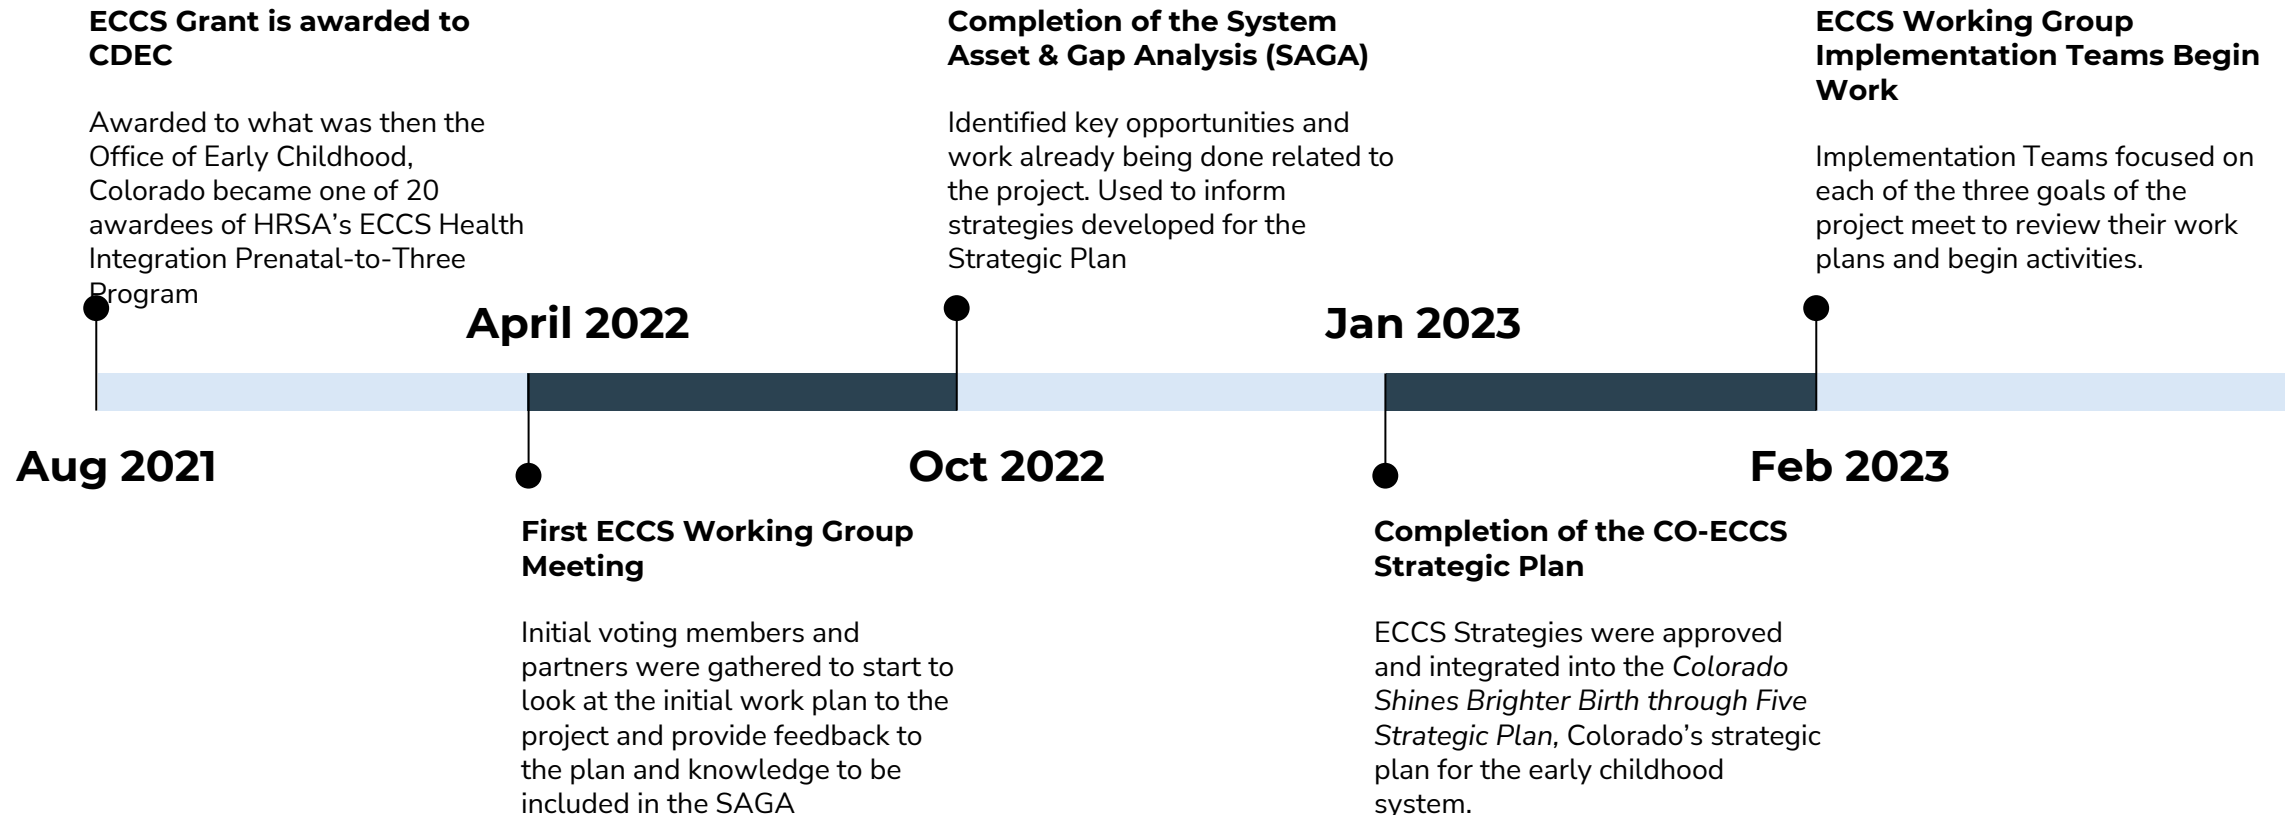 ECCS Grant is awarded to
CDEC
Awarded to what was then the
Office of Early Childhood,
Colorado became one of 20
awardees of HRSA’s ECCS Health
Integration Prenatal-to-Three
Program
Aug 2021
April 2022
First ECCS Working Group
Meeting
Initial voting members and
partners were gathered to start to
look at the initial work plan to the
project and provide feedback to
the plan and knowledge to be
included in the SAGA
Completion of the System
Asset & Gap Analysis (SAGA)
Identified key opportunities and
work already being done related to
the project. Used to inform
strategies developed for the
Strategic Plan
Oct 2022
Jan 2023
Completion of the CO-ECCS
Strategic Plan
ECCS Strategies were approved
and integrated into the Colorado
Shines Brighter Birth through Five
Strategic Plan, Colorado’s strategic
plan for the early childhood
system.
ECCS Working Group
Implementation Teams Begin
Work
Implementation Teams focused on
each of the three goals of the
project meet to review their work
plans and begin activities.
Feb 2023